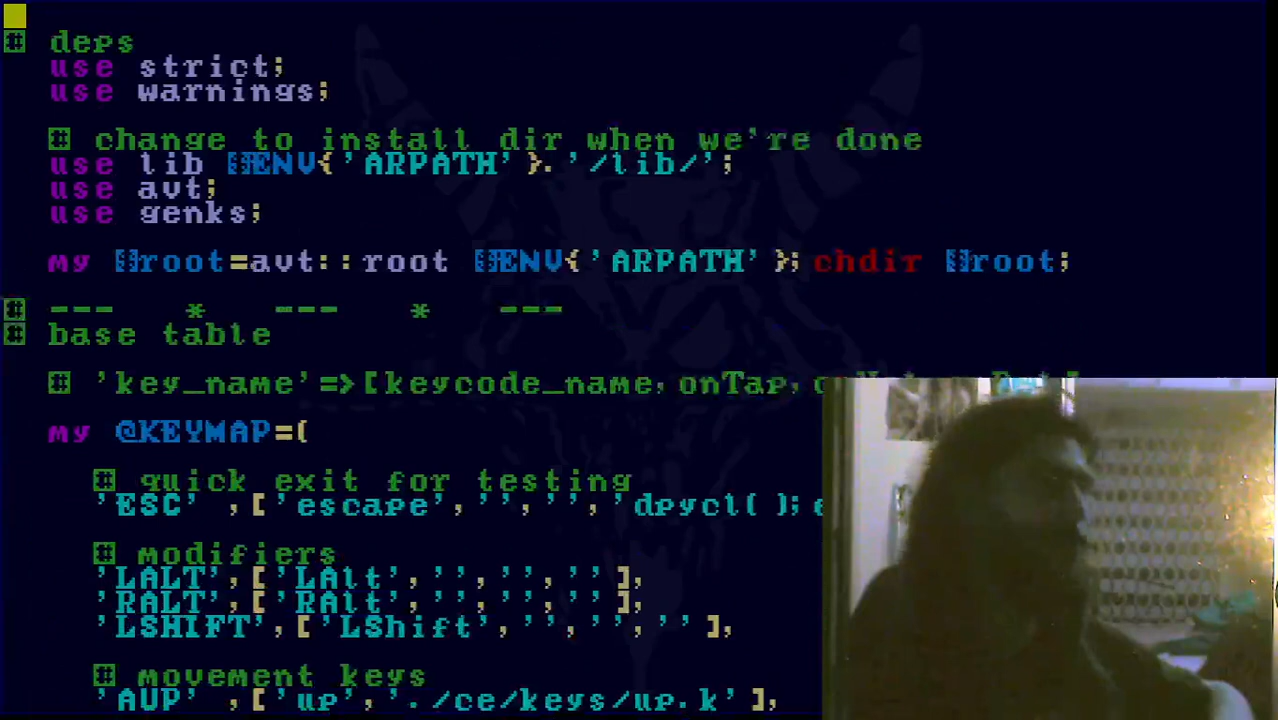 # deps
use strict;
use warnings;
# change to install dir when we're done
use lib $ENV{'ARPATH'}.'/lib/';
use avt;
use genks;
my $root=avt::root $ENV{'ARPATH'}; chdir $root;
# --- * --- * ---
# base table
# 'key_name'=>[keycode_name, onTap,
my @KEYMAP=(
# quick exit for testing
'ESC' ,['escape','','','dpycl();
# modifiers
'LALT',['LAlt','','',''],
'RALT',['RAlt','','',''],
'LSHIFT',['LShift','','',''],
# movement keys
'AUP' ,['up','./ce/keys/up.k'],